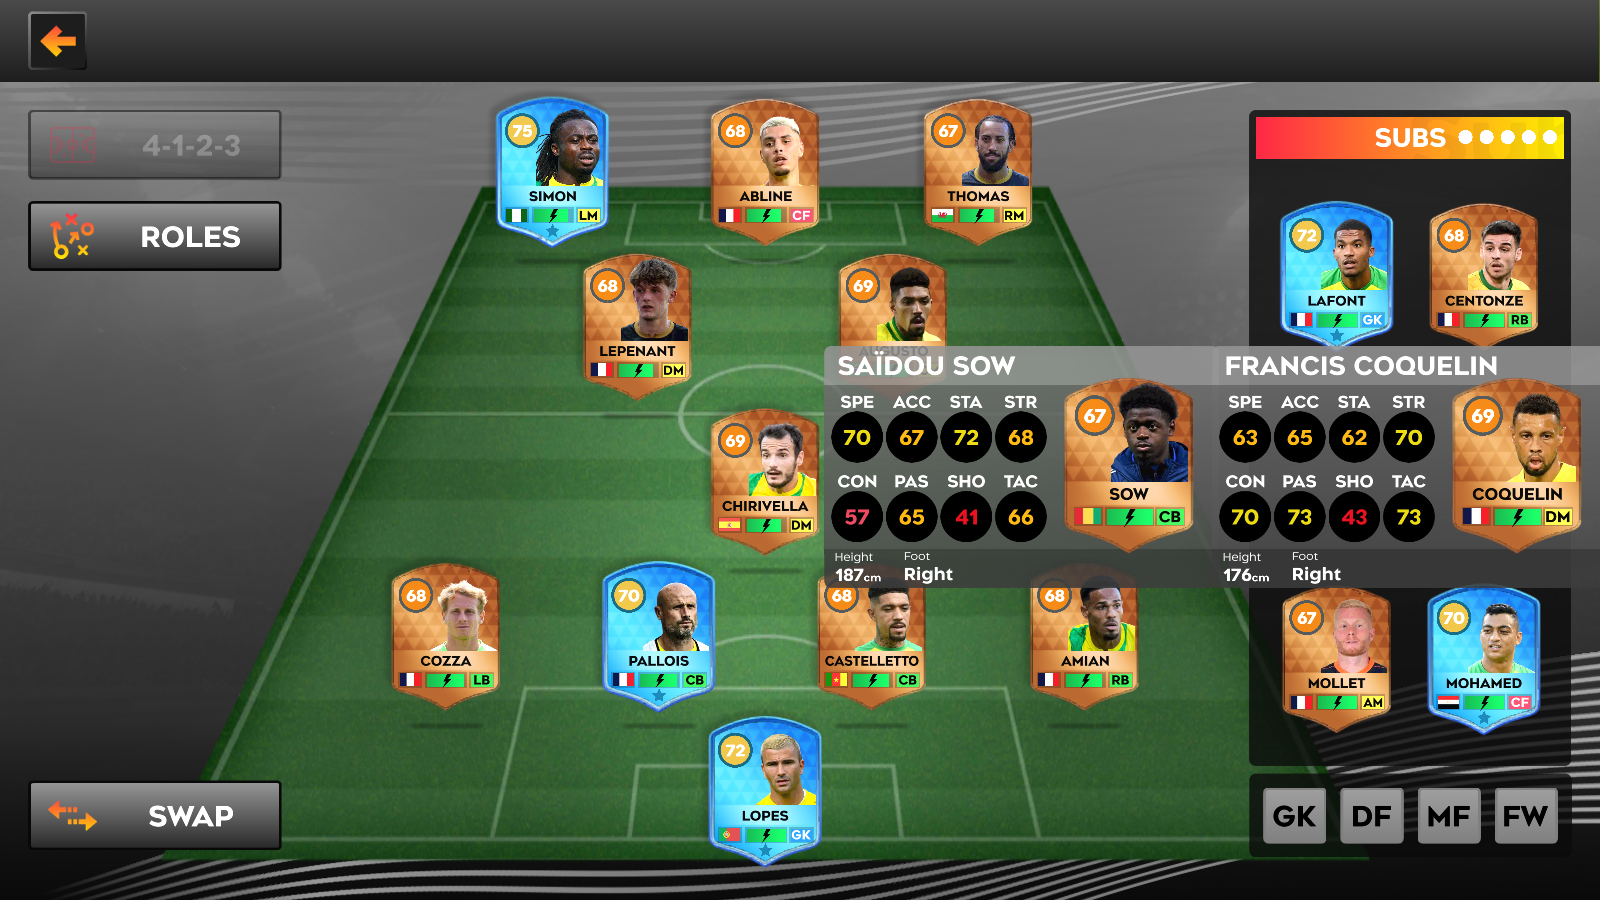 4-1-2-3
ROLES
SWAP
75
SIMON
LM
68
ABLINE
CF
67
THOMAS
RM
68
LEPENANT
DM
69
AUGUSTO
69
CHIRIVELLA
DM
68
COZZA
LB
70
PALLOIS
CB
68
CASTELLETTO
CB
68
AMIAN
RB
72
LOPES
GK
SUBS
72
LAFONT
GK
68
CENTONZE
RB
SAÏDOU SOW
SPE ACC STA STR
70 67 72 68
CON PAS SHO TAC
57 65 41 66
Height Foot
187cm Right
67
SOW
CB
FRANCIS COQUELIN
SPE ACC STA STR
63 65 62 70
CON PAS SHO TAC
70 73 43 73
Height Foot
176cm Right
69
COQUELIN
DM
67
MOLLET
AM
70
MOHAMED
CF
GK DF MF FW